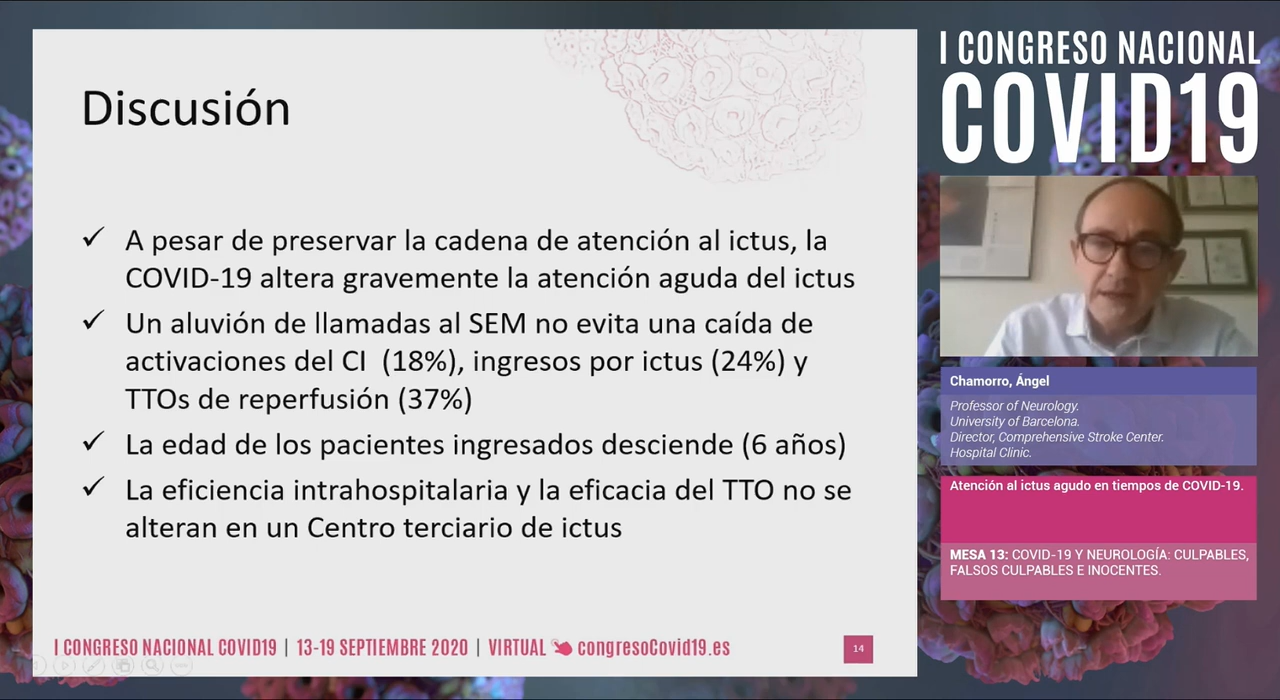 Discusión
✓ A pesar de preservar la cadena de atención al ictus, la
COVID-19 altera gravemente la atención aguda del ictus
✓ Un aluvión de llamadas al SEM no evita una caída de
activaciones del CI (18%), ingresos por ictus (24%) y
TTOs de reperfusión (37%)
✓ La edad de los pacientes ingresados desciende (6 años)
✓ La eficiencia intrahospitalaria y la eficacia del TTO no se
alteran en un Centro terciario de ictus
I CONGRESO NACIONAL COVID19 | 13-19 SEPTIEMBRE 2020 | VIRTUAL congresoCovid19.es
14
I CONGRESO NACIONAL
COVID19
Chamorro, Ángel
Professor of Neurology.
University of Barcelona.
Director, Comprehensive Stroke Center.
Hospital Clinic.
Atención al ictus agudo en tiempos de COVID-19.
MESA 13: COVID-19 Y NEUROLOGÍA: CULPABLES,
FALSOS CULPABLES E INOCENTES.